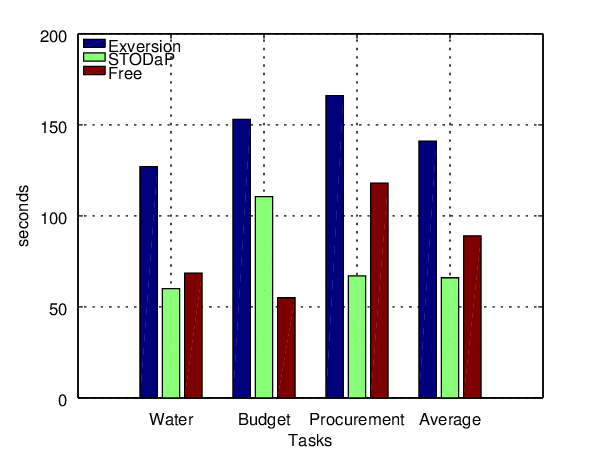 200
150
100
50
0
seconds
Exversion
STODaP
Free
Water Budget Procurement Average
Tasks